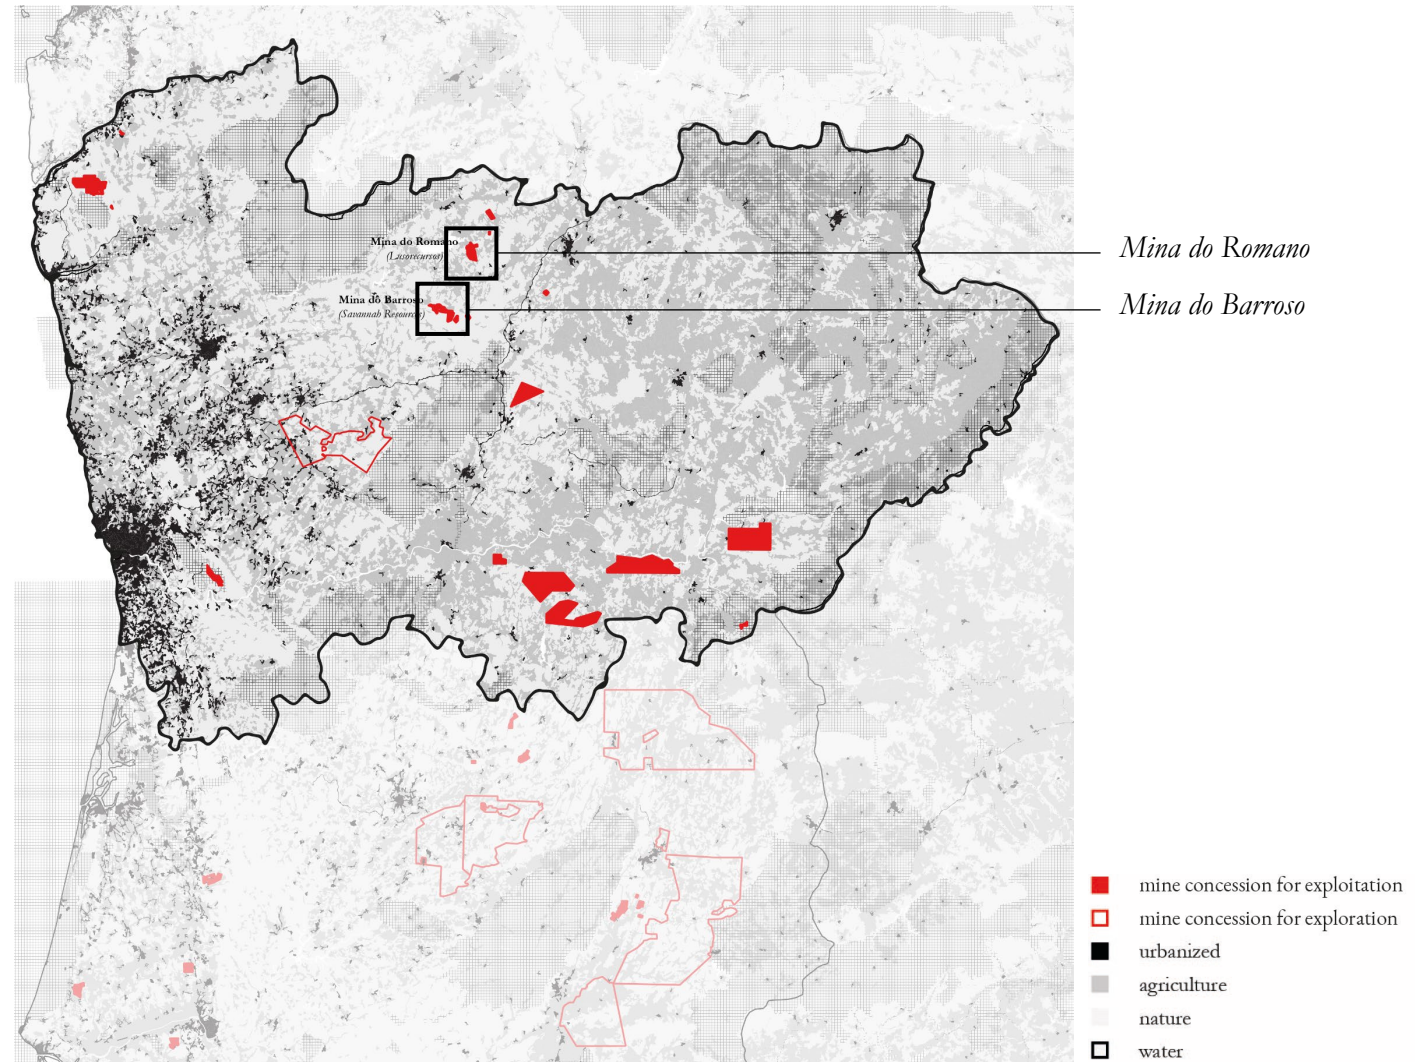 Mina do Romano
(Lusorecursos)
Mina do Romano
Mina do Barroso
(Savannah Resources)
Mina do Barroso
mine concession for exploitation
mine concession for exploration
urbanized
agriculture
nature
water